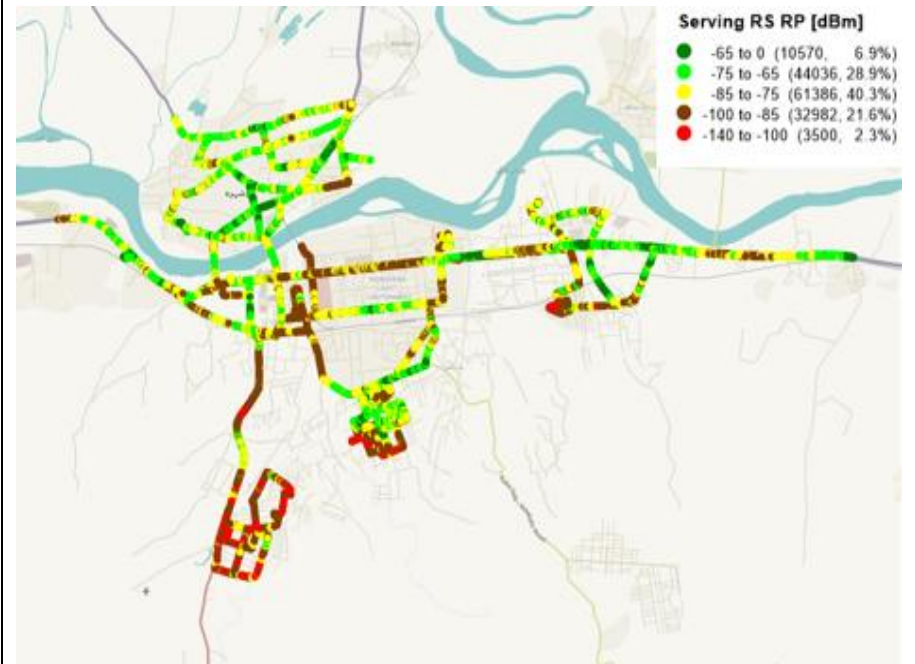 Serving RS RP [dBm]
-65 to 0 (10570, 6.9%)
-75 to -65 (44036, 28.9%)
-85 to -75 (61386, 40.3%)
-100 to -85 (32982, 21.6%)
-140 to -100 (3500, 2.3%)